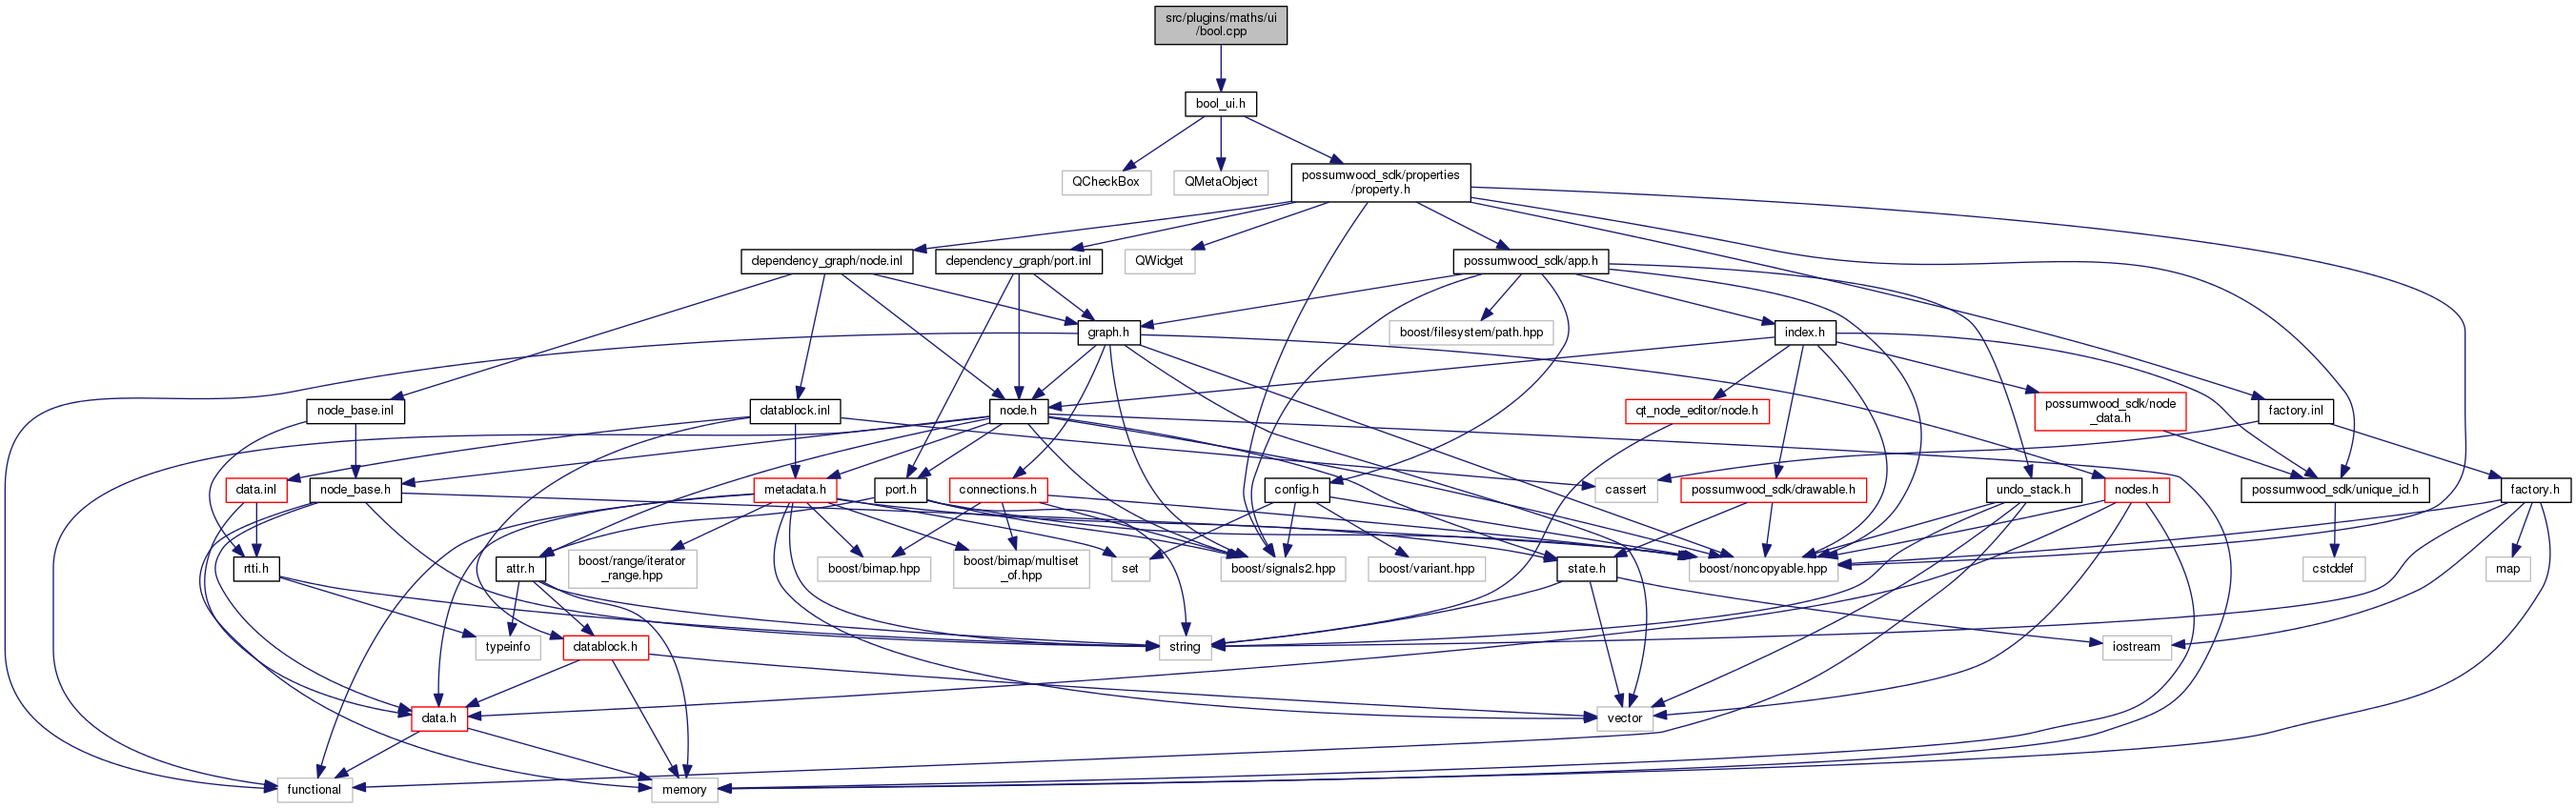 src/plugins/maths/ui
/bool.cpp
bool_ui.h
QCheckBox
QMetaObject
possumwood_sdk/properties
/property.h
dependency_graph/node.inl
dependency_graph/port.inl
QWidget
possumwood_sdk/app.h
graph.h
boost/filesystem/path.hpp
index.h
node_base.inl
datablock.inl
node.h
qt_node_editor/node.h
possumwood_sdk/node
_data.h
factory.inl
data.inl
node_base.h
metadata.h
port.h
connections.h
cassert
config.h
possumwood_sdk/drawable.h
undo_stack.h
nodes.h
possumwood_sdk/unique_id.h
factory.h
rtti.h
attr.h
boost/range/iterator
_range.hpp
boost/bimap.hpp
boost/bimap/multiset
_of.hpp
set
boost/signals2.hpp
boost/variant.hpp
state.h
boost/noncopyable.hpp
cstddef
map
typeinfo
datablock.h
string
iostream
data.h
vector
functional
memory